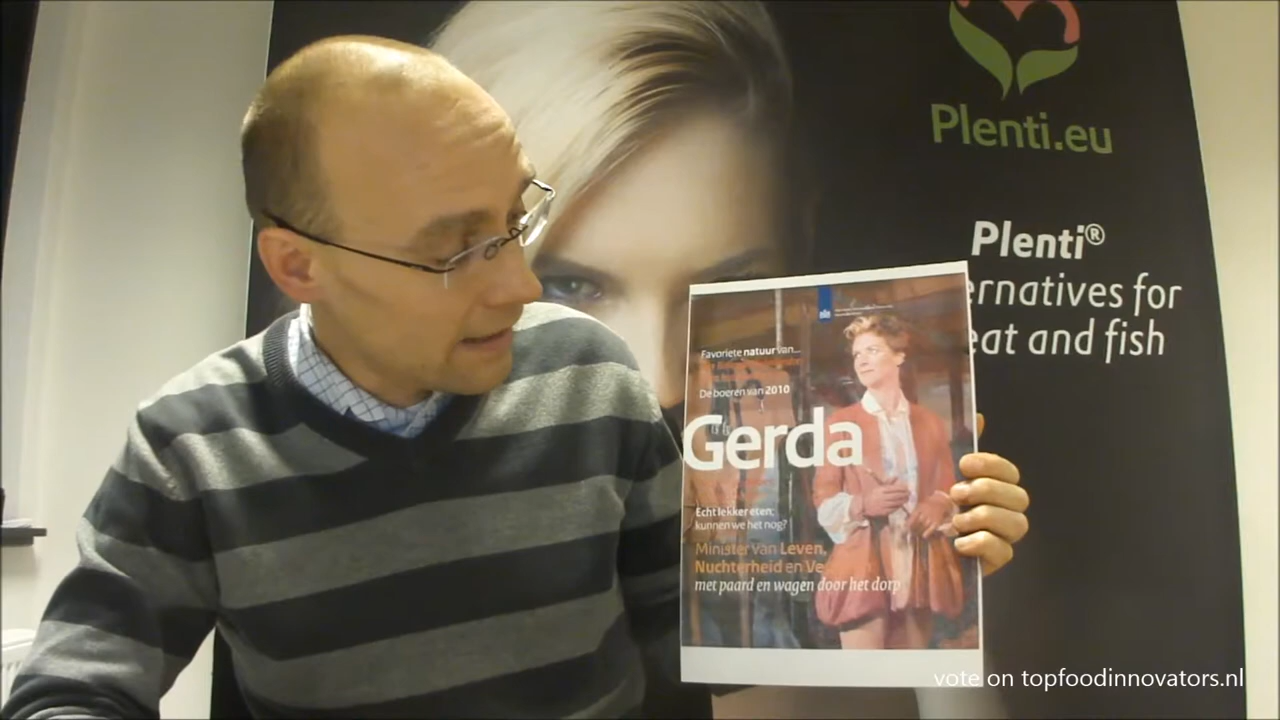 Plenti.eu
Plenti®
ernatives for
eat and fish
Favoriete natuur van...
De boeren van 2010
Gerda
Echt lekker eten;
kunnen we het nog?
Minister van Leven,
Nuchterheid en Ve
met paard en wagen door het dorp
vote on topfoodinnovators.nl